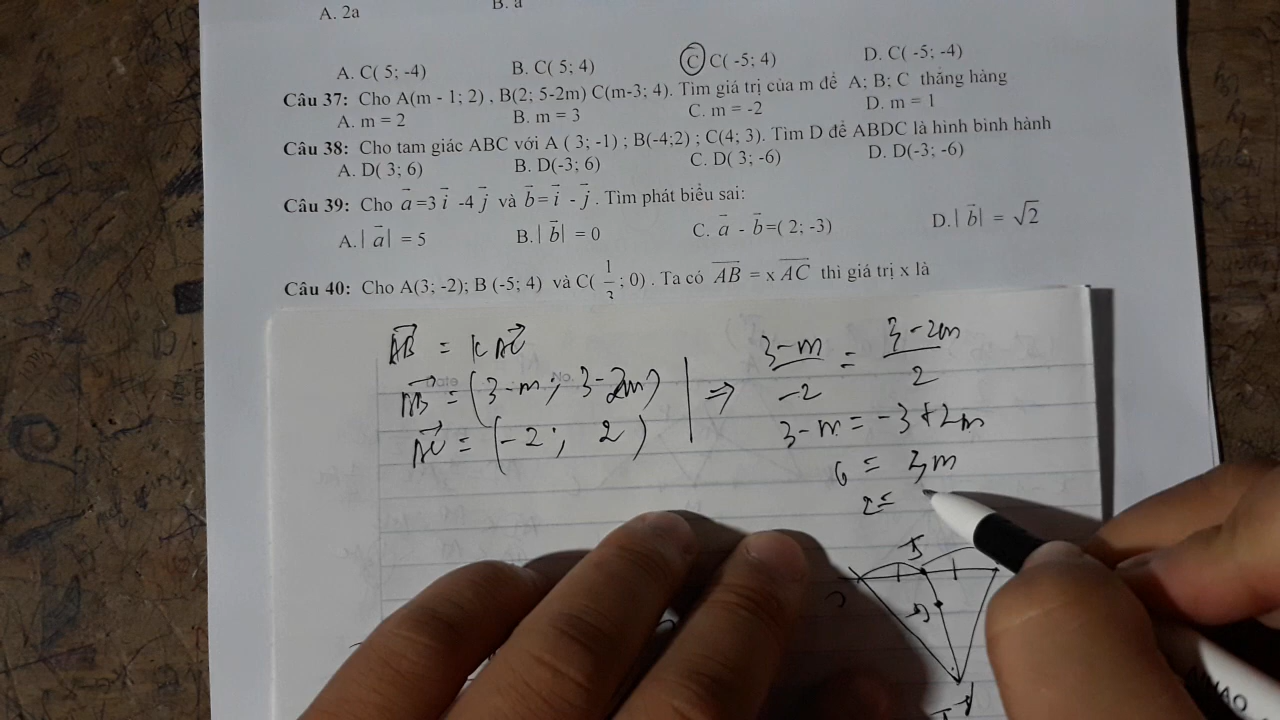 A. 2a B. a
A. C( 5; -4) B. C( 5; 4) C C( -5; 4) D. C( -5; -4)
Câu 37: Cho A(m - 1; 2) , B(2; 5-2m) C(m-3; 4). Tìm giá trị của m để A; B; C thẳng hàng
A. m = 2 B. m = 3 C. m = -2 D. m = 1
Câu 38: Cho tam giác ABC với A ( 3; -1) ; B(-4;2) ; C(4; 3). Tìm D để ABDC là hình bình hành
A. D( 3; 6) B. D(-3; 6) C. D( 3; -6) D. D(-3; -6)
Câu 39: Cho a⃗ =3 i⃗ -4 j⃗ và b⃗ = i⃗ - j⃗ . Tìm phát biểu sai:
A. | a⃗ | = 5 B. | b⃗ | = 0 C. a⃗ - b⃗ =( 2; -3) D. | b⃗ | = √2
Câu 40: Cho A(3; -2); B (-5; 4) và C( 1/3 ; 0) . Ta có AB⃗ = x AC⃗ thì giá trị x là
AB⃗ = k AC⃗
AB⃗ = (3-m; 3-2m) ⇒ (3-m)/(-2) = (3-2m)/2
AC⃗ = (-2; 2)
3-m = -3+2m
6 = 3m
2 =